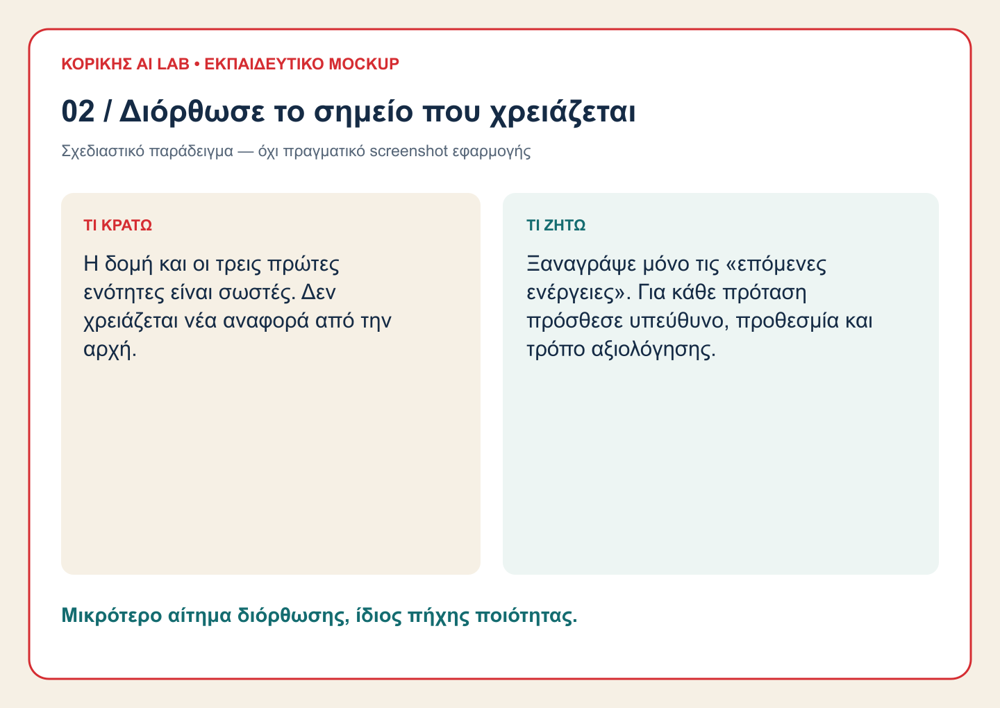 ΚΟΡΙΚΗΣ AI LAB • ΕΚΠΑΙΔΕΥΤΙΚΟ MOCKUP
02 / Διόρθωσε το σημείο που χρειάζεται
Σχεδιαστικό παράδειγμα — όχι πραγματικό screenshot εφαρμογής
ΤΙ ΚΡΑΤΩ
Η δομή και οι τρεις πρώτες
ενότητες είναι σωστές. Δεν
χρειάζεται νέα αναφορά από την
αρχή.
ΤΙ ΖΗΤΩ
Ξαναγράψε μόνο τις «επόμενες
ενέργειες». Για κάθε πρόταση
πρόσθεσε υπεύθυνο, προθεσμία και
τρόπο αξιολόγησης.
Μικρότερο αίτημα διόρθωσης, ίδιος πήχης ποιότητας.